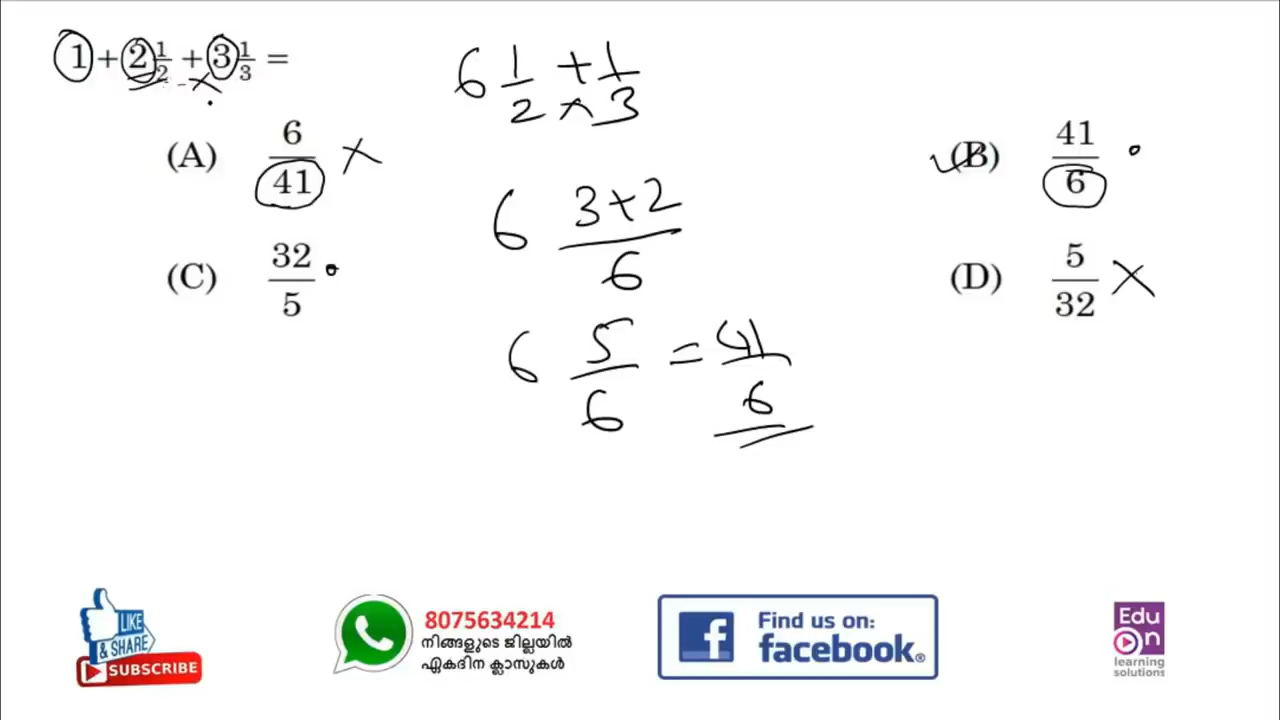 1 + 2 1/2 + 3 1/3 =
6 1/2 + 1/3
(A) 6/41
(B) 41/6
6 3+2/6
(C) 32/5
(D) 5/32
6 5/6 = 41/6
LIKE
& SHARE
SUBSCRIBE
8075634214
നിങ്ങളുടെ ജില്ലയിൽ
ഏകദിന ക്ലാസുകൾ
Find us on:
facebook®
Edu
On
learning
solutions